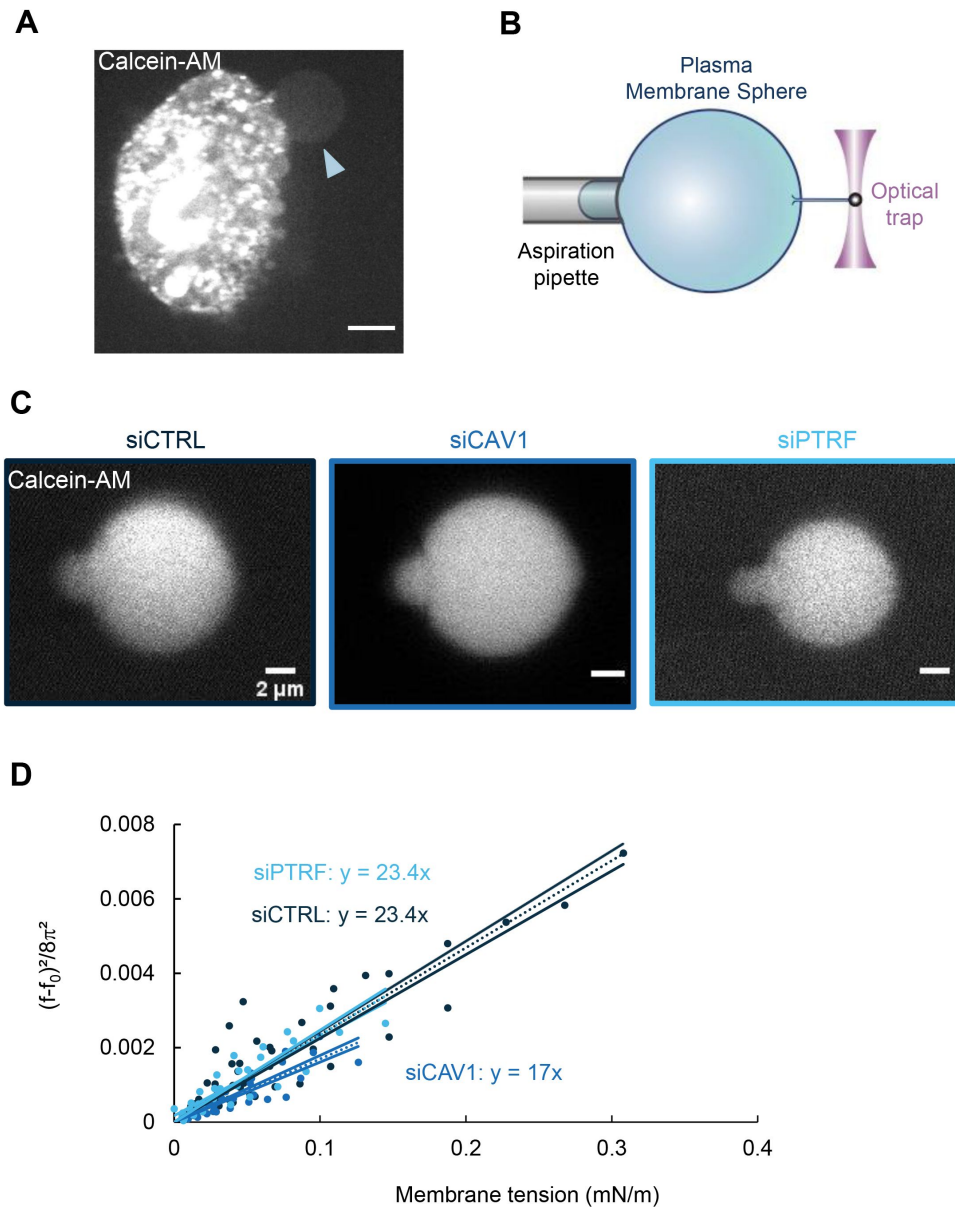 A
Calcein-AM
B
Plasma
Membrane Sphere
Optical
trap
Aspiration
pipette
C
siCTRL
siCAV1
siPTRF
Calcein-AM
2 μm
D
0.008
0.006
0.004
0.002
0
(f-f₀)²/8π²
siPTRF: y = 23.4x
siCTRL: y = 23.4x
siCAV1: y = 17x
0
0.1
0.2
0.3
0.4
Membrane tension (mN/m)